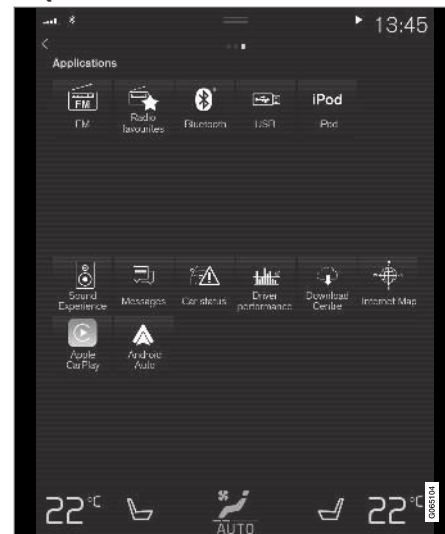 13:45
Applications
FM
FM
Radio
favourites
Bluetooth
USB
iPod
iPod
Sound
Experience
Messages
Car status
Driver
performance
Download
Centre
Internet Map
Apple
CarPlay
Android
Auto
22°C
AUTO
22°C
G065104